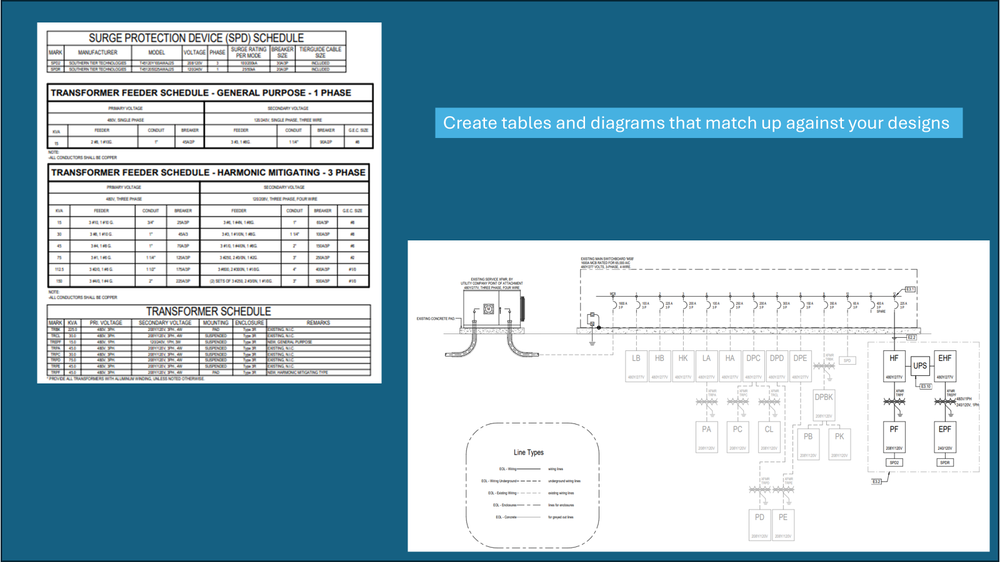 SURGE PROTECTION DEVICE (SPD) SCHEDULE
MARK MANUFACTURER MODEL VOLTAGE PHASE SURGE RATING PER MODE BREAKER SIZE TIERGUIDE CABLE SIZE
SPD2 SOUTHERN TIER TECHNOLOGIES 208/120V 3 100/200kA 30A/3P INCLUDED
SPDR SOUTHERN TIER TECHNOLOGIES 120/240V 1 25/50kA 20A/2P INCLUDED
TRANSFORMER FEEDER SCHEDULE - GENERAL PURPOSE - 1 PHASE
PRIMARY VOLTAGE SECONDARY VOLTAGE
480V, SINGLE PHASE 120/240V, SINGLE PHASE, THREE WIRE
KVA FEEDER CONDUIT BREAKER FEEDER CONDUIT BREAKER G.E.C. SIZE
15 2 #8, 1 #10G. 1" 45A/2P 3 #3, 1 #8G. 1 1/4" 90A/2P #8
NOTE:
-ALL CONDUCTORS SHALL BE COPPER
TRANSFORMER FEEDER SCHEDULE - HARMONIC MITIGATING - 3 PHASE
PRIMARY VOLTAGE SECONDARY VOLTAGE
480V, THREE PHASE 120/208V, THREE PHASE, FOUR WIRE
KVA FEEDER CONDUIT BREAKER FEEDER CONDUIT BREAKER G.E.C. SIZE
15 3 #10, 1 #10 G. 3/4" 25A/3P 3 #6, 1 #4N, 1 #8G. 1" 60A/3P #8
30 3 #8, 1 #10 G. 1" 45A/3 3 #3, 1 #1/0N, 1 #8G. 1 1/4" 100A/3P #8
45 3 #4, 1 #8 G. 1" 70A/3P 3 #1/0, 1 #4/0N, 1 #6G. 2" 150A/3P #6
75 3 #1, 1 #6 G. 1 1/4" 125A/3P 3 #250, 2 #3/0N, 1 #2G. 3" 250A/3P #2
112.5 3 #2/0, 1 #6 G. 1 1/2" 175A/3P 3 #600, 2 #300N, 1 #1/0G. 4" 400A/3P #1/0
150 3 #4/0, 1 #4 G. 2" 225A/3P (2) SETS OF 3 #250, 2 #3/0N, 1 #1/0G. 3" 500A/3P #1/0
NOTE:
-ALL CONDUCTORS SHALL BE COPPER
TRANSFORMER SCHEDULE
MARK KVA PRI. VOLTAGE SECONDARY VOLTAGE MOUNTING ENCLOSURE REMARKS
TRBK 225.0 480V, 3PH. 208Y/120V, 3PH., 4W PAD Type 3R EXISTING, N.I.C.
TRCL 30.0 480V, 3PH. 208Y/120V, 3PH., 4W SUSPENDED Type 3R EXISTING, N.I.C.
TREPF 15.0 480V, 1PH. 120/240V, 1PH, 3W SUSPENDED Type 3R NEW, GENERAL PURPOSE
TRPA 45.0 480V, 3PH. 208Y/120V, 3PH., 4W SUSPENDED Type 3R EXISTING, N.I.C.
TRPC 30.0 480V, 3PH. 208Y/120V, 3PH., 4W SUSPENDED Type 3R EXISTING, N.I.C.
TRPD 75.0 480V, 3PH. 208Y/120V, 3PH., 4W SUSPENDED Type 3R EXISTING, N.I.C.
TRPE 45.0 480V, 3PH. 208Y/120V, 3PH., 4W SUSPENDED Type 3R EXISTING, N.I.C.
TRPF 45.0 480V, 3PH. 208Y/120V, 3PH., 4W PAD Type 3R NEW, HARMONIC MITIGATING TYPE
* PROVIDE ALL TRANSFORMERS WITH ALUMINUM WINDING, UNLESS NOTED OTHERWISE.
Create tables and diagrams that match up against your designs
EXISTING MAIN SWITCHBOARD 'MSB'
1600A MCB RATED FOR 65,000 AIC
480Y/277 VOLTS, 3-PHASE, 4-WIRE.
EXISTING SERVICE XFMR, BY
UTILITY COMPANY POINT OF ATTACHMENT
480Y/277V, THREE PHASE, FOUR WIRE
M
EXISTING CONCRETE PAD
MCB 1 2 3 4 5 6 7 8 9 10 11 12
E3.1
1600 A 100 A 225 A 200 A 100 A 250 A 200 A 300 A 150 A 350 A 60 A 400 A 225 A
3 P 3 P 3 P 3 P 3 P 3 P 3 P 3 P 3 P 3 P 3 P 3 P 3 P
SPARE
E2.2
LB HB HK LA HA DPC DPD DPE
480Y/277V 480Y/277V 480Y/277V 480Y/277V 480Y/277V 480Y/277V 480Y/277V 480Y/277V
XFMR
TRBK
SPD
HF UPS EHF
480Y/277V 480Y/277V
E3.10
XFMR TRPA
XFMR TRPC
XFMR TRCL
DPBK
208Y/120V
XFMR TRPF
XFMR TREPF
480V/1PH
240/120V, 1PH
PA PC CL PB PK PF EPF
208Y/120V 208Y/120V 208Y/120V 208Y/120V 208Y/120V 208Y/120V 240/120V
SPD2 SPDR
E3.2
XFMR TRPD
XFMR TRPE
PD PE
208Y/120V 208Y/120V
Line Types
EOL - Wiring wiring lines
EOL - Wiring Underground underground wiring lines
EOL - Existing Wiring existing wiring lines
EOL - Enclosures lines for enclosures
EOL - Concrete for greyed out lines